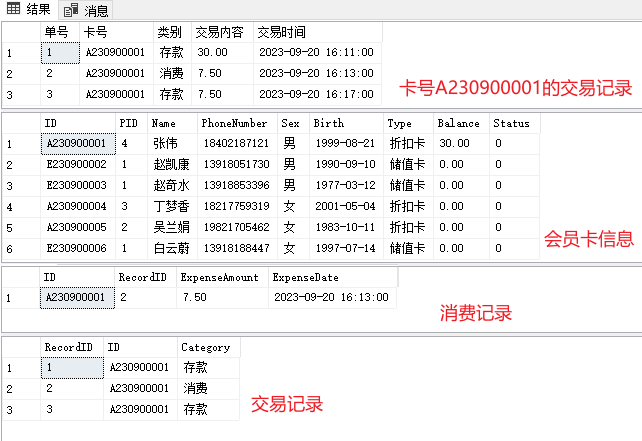 结果 消息
单号 卡号 类别 交易内容 交易时间
1 1 A230900001 存款 30.00 2023-09-20 16:11:00
2 2 A230900001 消费 7.50 2023-09-20 16:13:00
3 3 A230900001 存款 7.50 2023-09-20 16:17:00
卡号A230900001的交易记录
ID PID Name PhoneNumber Sex Birth Type Balance Status
1 A230900001 4 张伟 18402187121 男 1999-08-21 折扣卡 30.00 0
2 E230900002 1 赵凯康 13918051730 男 1990-09-10 储值卡 0.00 0
3 E230900003 1 赵奇水 13918853396 男 1977-03-12 储值卡 0.00 0
4 A230900004 3 丁梦香 18217759319 女 2001-05-04 折扣卡 0.00 0
5 A230900005 2 吴兰娟 19821705462 女 1983-10-11 折扣卡 0.00 0
6 E230900006 1 白云蔚 13918188447 女 1997-07-14 储值卡 0.00 0
会员卡信息
ID RecordID ExpenseAmount ExpenseDate
1 A230900001 2 7.50 2023-09-20 16:13:00
消费记录
RecordID ID Category
1 1 A230900001 存款
2 2 A230900001 消费
3 3 A230900001 存款
交易记录